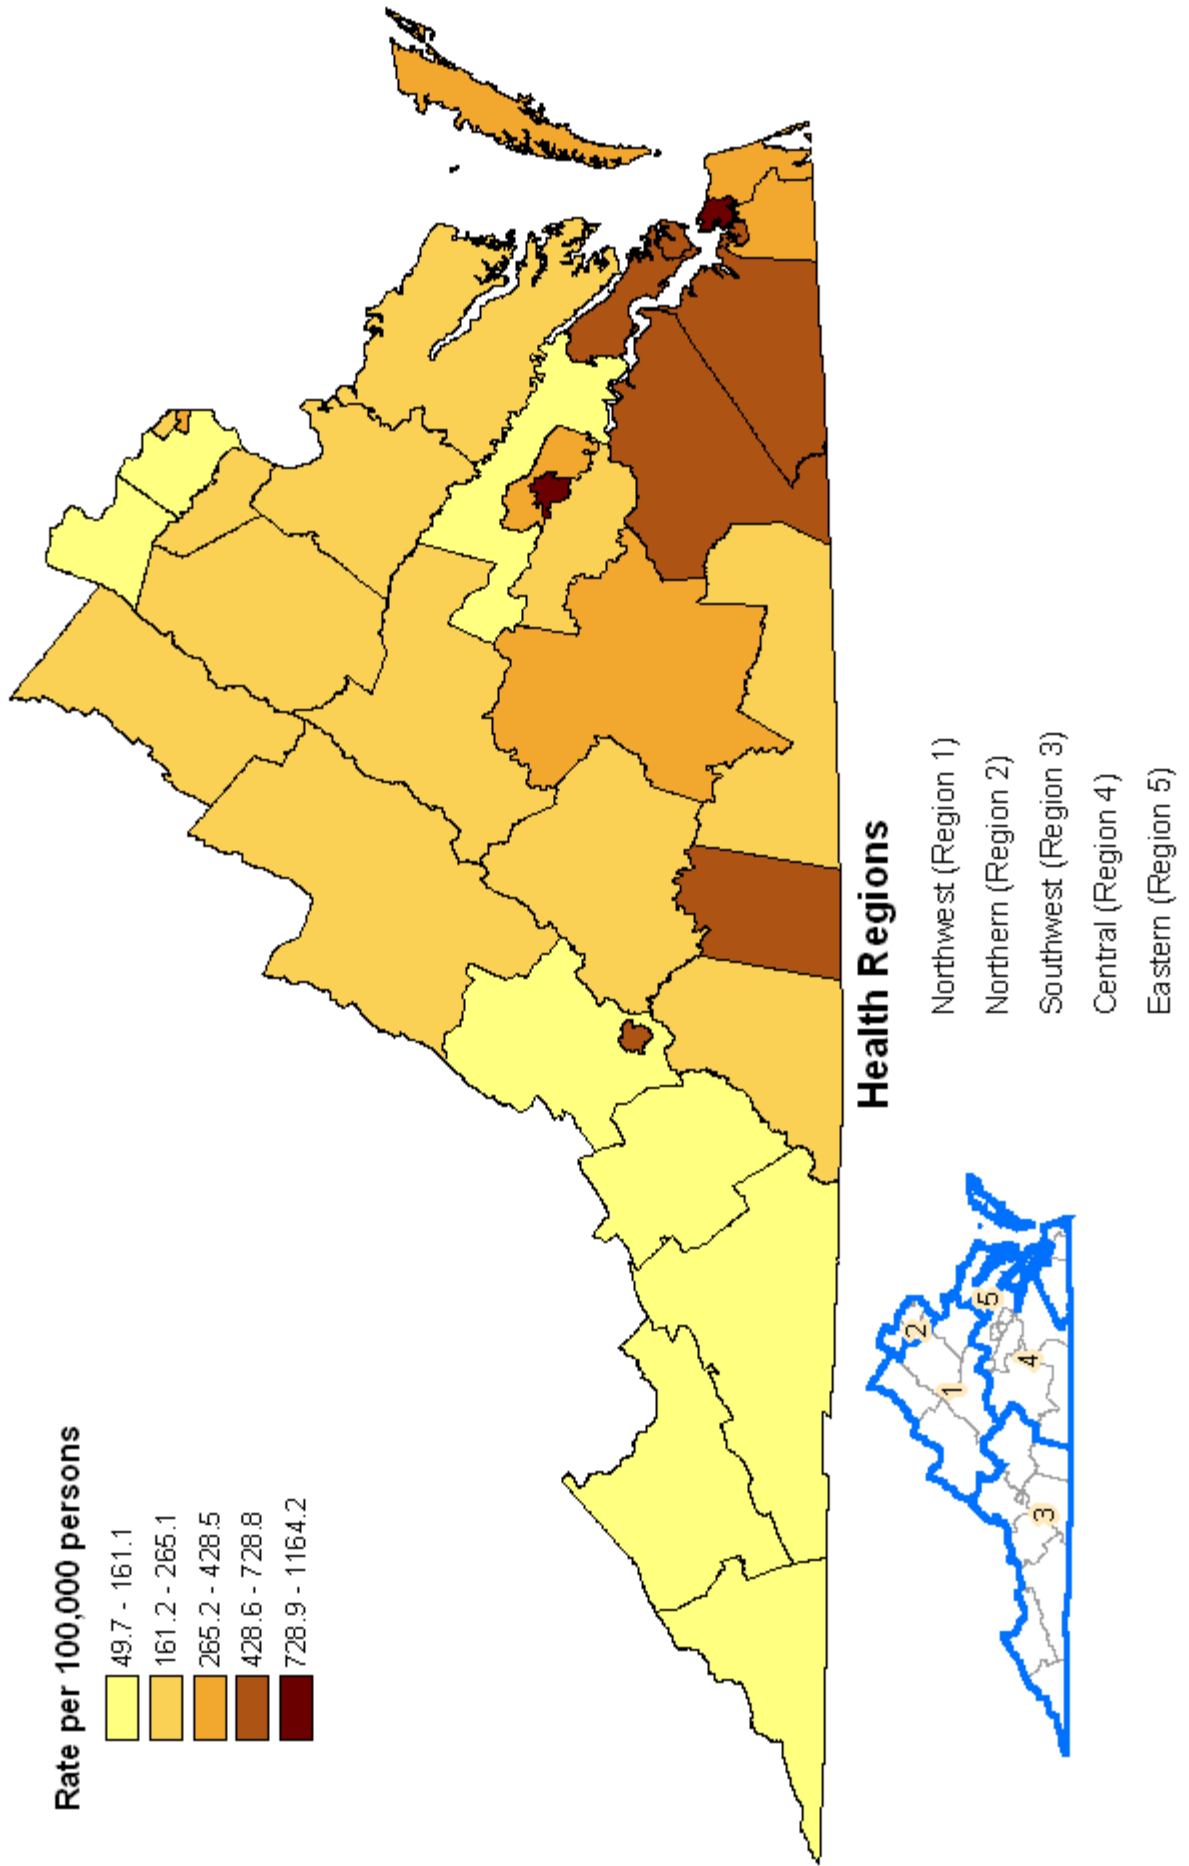 Rate per 100,000 persons
49.7 - 161.1
161.2 - 265.1
265.2 - 428.5
428.6 - 728.8
728.9 - 1164.2
Health Regions
Northwest (Region 1)
Northern (Region 2)
Southwest (Region 3)
Central (Region 4)
Eastern (Region 5)
2
1
5
4
3